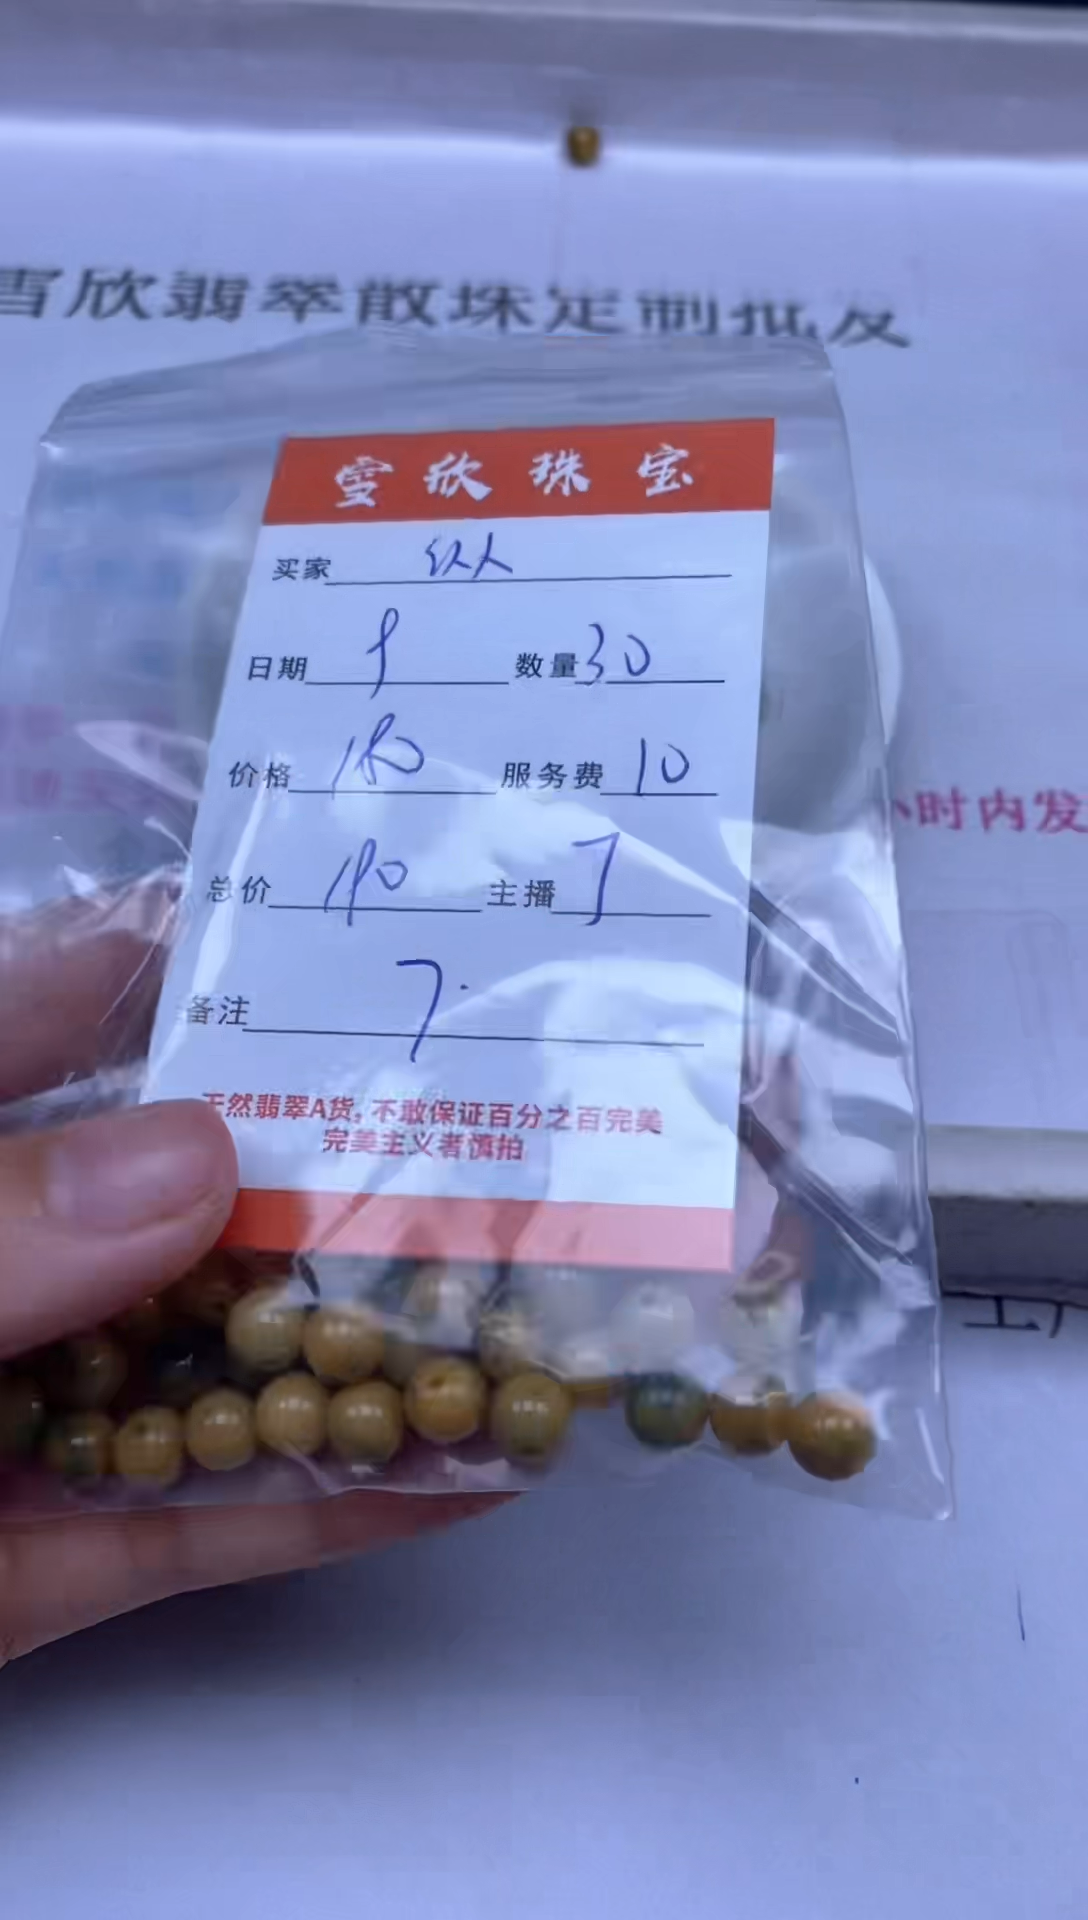 雪欣翡翠散珠定制批发
雪欣珠宝
买家
日期 9 数量 30
价格 180 服务费 10
总价 190 主播 7
备注 7.
小时内发
天然翡翠A货,不敢保证百分之百完美
完美主义者慎拍